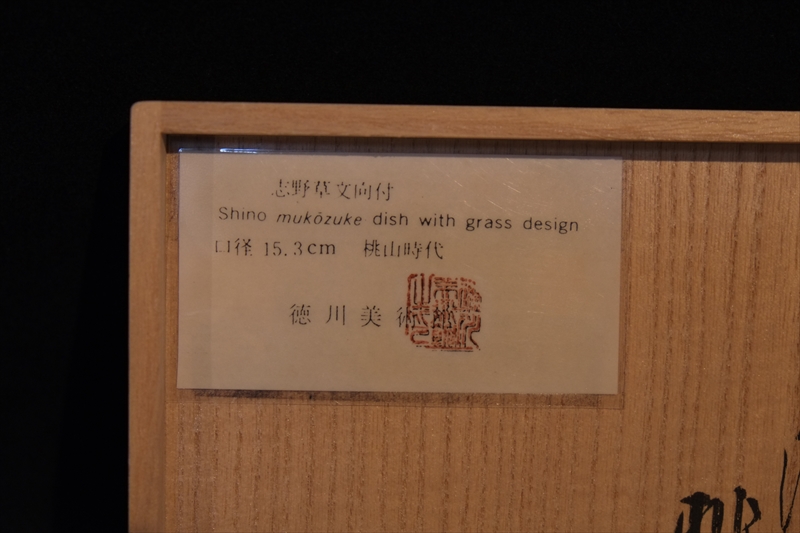 志野草文向付
Shino mukōzuke dish with grass design
口径 15.3cm 桃山時代
徳川美術館